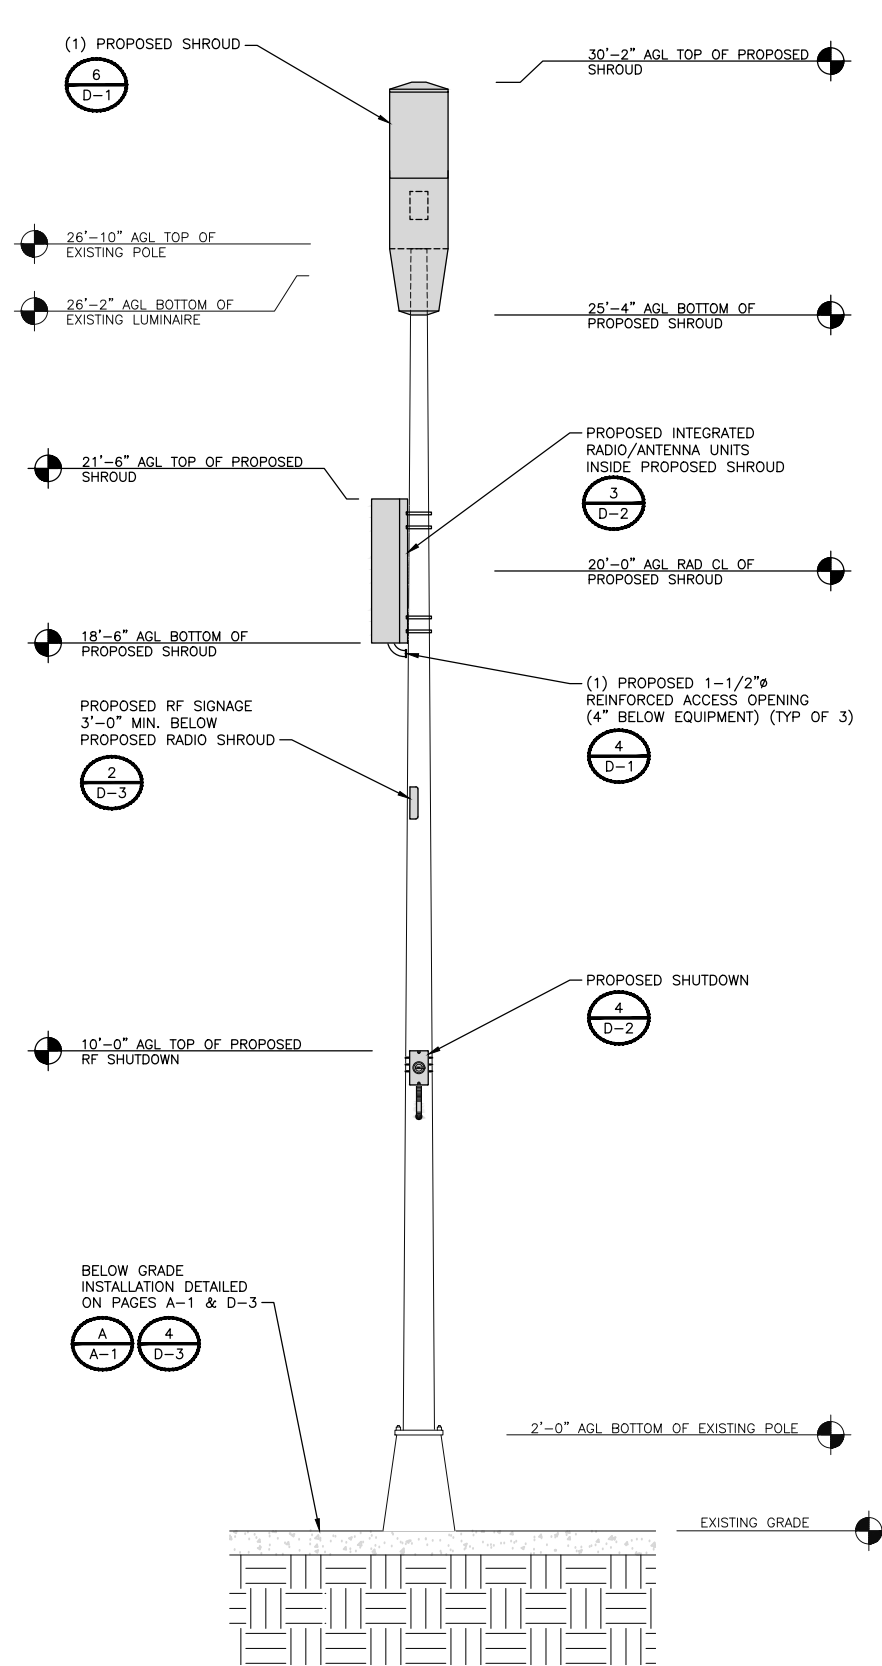 (1) PROPOSED SHROUD
6
D-1
30'-2" AGL TOP OF PROPOSED
SHROUD
26'-10" AGL TOP OF
EXISTING POLE
26'-2" AGL BOTTOM OF
EXISTING LUMINAIRE
25'-4" AGL BOTTOM OF
PROPOSED SHROUD
PROPOSED INTEGRATED
RADIO/ANTENNA UNITS
INSIDE PROPOSED SHROUD
3
D-2
21'-6" AGL TOP OF PROPOSED
SHROUD
20'-0" AGL RAD CL OF
PROPOSED SHROUD
18'-6" AGL BOTTOM OF
PROPOSED SHROUD
(1) PROPOSED 1-1/2"ø
REINFORCED ACCESS OPENING
(4" BELOW EQUIPMENT) (TYP OF 3)
4
D-1
PROPOSED RF SIGNAGE
3'-0" MIN. BELOW
PROPOSED RADIO SHROUD
2
D-3
PROPOSED SHUTDOWN
4
D-2
10'-0" AGL TOP OF PROPOSED
RF SHUTDOWN
BELOW GRADE
INSTALLATION DETAILED
ON PAGES A-1 & D-3
A
A-1
4
D-3
2'-0" AGL BOTTOM OF EXISTING POLE
EXISTING GRADE